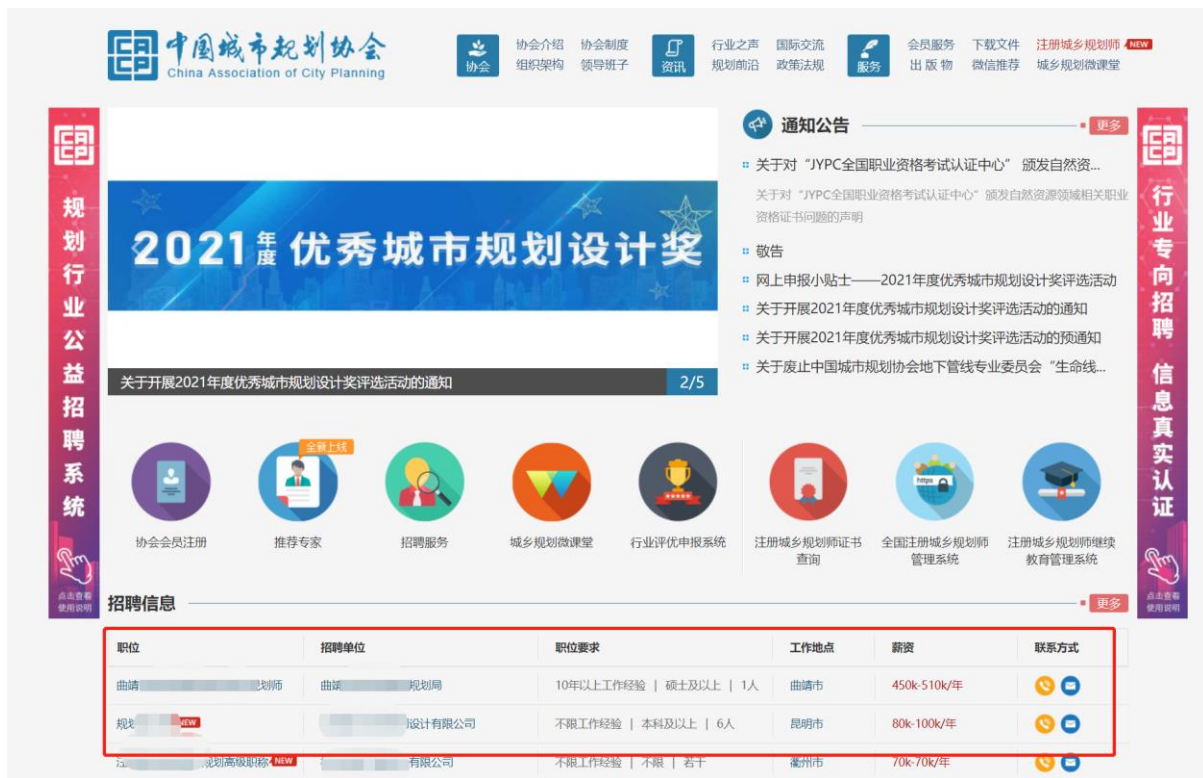 中国城市规划协会
China Association of City Planning
协会
协会介绍 协会制度
组织架构 领导班子
资讯
行业之声 国际交流
规划前沿 政策法规
服务
会员服务 下载文件 注册城乡规划师 NEW
出版物 微信推荐 城乡规划微课堂
规划行业公益招聘系统
点击查看
使用说明
2021年度优秀城市规划设计奖
关于开展2021年度优秀城市规划设计奖评选活动的通知 2/5
通知公告 更多
关于对“JYPC全国职业资格考试认证中心” 颁发自然资...
关于对“JYPC全国职业资格考试认证中心”颁发自然资源领域相关职业
资格证书问题的声明
敬告
网上申报小贴士——2021年度优秀城市规划设计奖评选活动
关于开展2021年度优秀城市规划设计奖评选活动的通知
关于开展2021年度优秀城市规划设计奖评选活动的预通知
关于废止中国城市规划协会地下管线专业委员会“生命线...
行业专向招聘 信息真实认证
点击查看
使用说明
全新上线
https
协会会员注册 推荐专家 招聘服务 城乡规划微课堂 行业评优申报系统 注册城乡规划师证书 全国注册城乡规划师 注册城乡规划师继续
查询 管理系统 教育管理系统
招聘信息 更多
职位 招聘单位 职位要求 工作地点 薪资 联系方式
曲靖 划师 曲靖 规划局 10年以上工作经验 | 硕士及以上 | 1人 曲靖市 450k-510k/年
规划 NEW 设计有限公司 不限工作经验 | 本科及以上 | 6人 昆明市 80k-100k/年
规划高级职称 NEW 有限公司 不限工作经验 | 不限 | 若干 衢州市 70k-70k/年